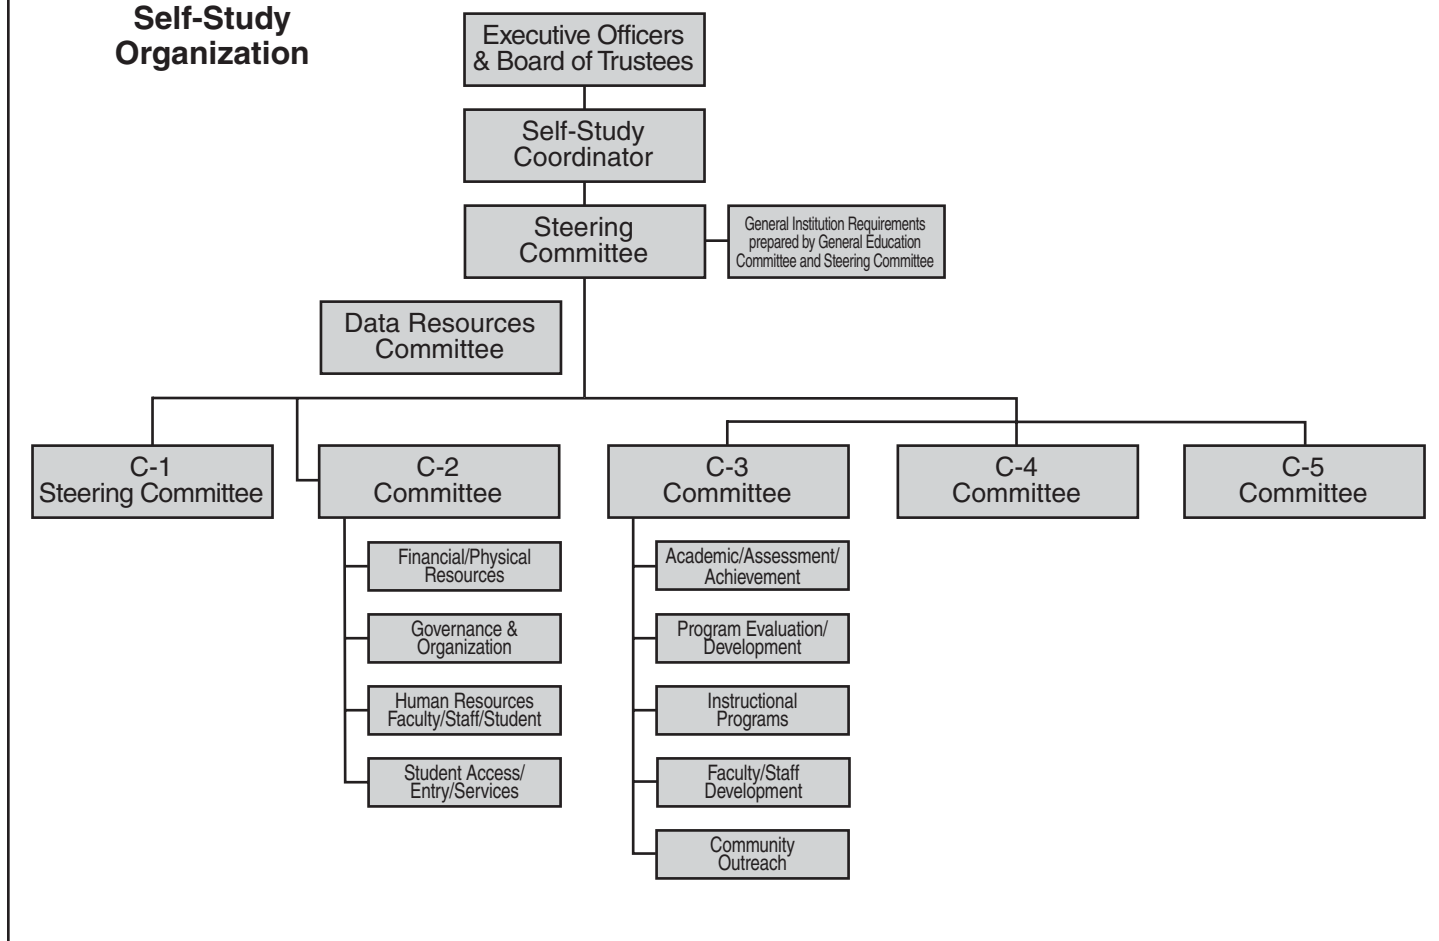 Self-Study
Organization
Executive Officers
& Board of Trustees
Self-Study
Coordinator
Steering
Committee
General Institution Requirements
prepared by General Education
Committee and Steering Committee
Data Resources
Committee
C-1
Steering Committee
C-2
Committee
C-3
Committee
C-4
Committee
C-5
Committee
Financial/Physical
Resources
Governance &
Organization
Human Resources
Faculty/Staff/Student
Student Access/
Entry/Services
Academic/Assessment/
Achievement
Program Evaluation/
Development
Instructional
Programs
Faculty/Staff
Development
Community
Outreach